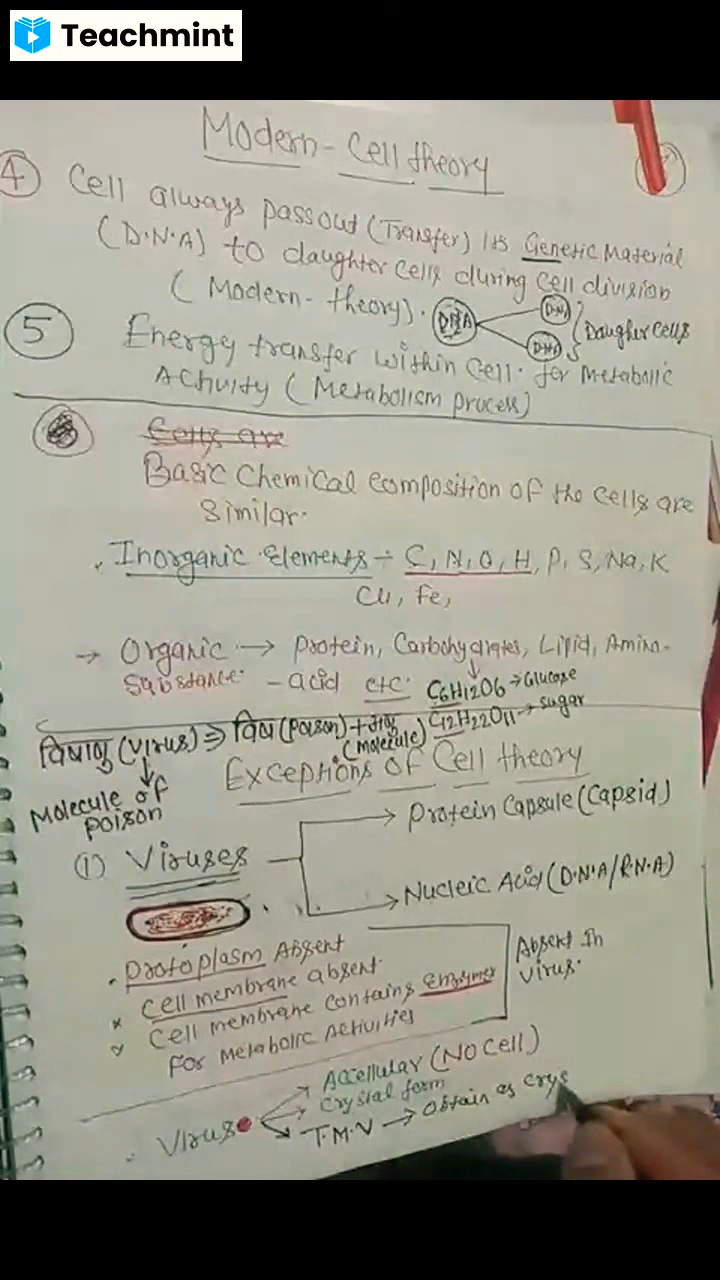 Teachmint
Modern-Cell theory
4 Cell always passout (Transfer) Its Genetic Material
(D.N.A) to daughter cells during cell division
(Modern-theory).
DNA
DNA
DNA
Daugher cells
5 Energy transfer within cell. for Metabolic
Activity (Metabolism process)
Cells are
Basic Chemical composition of the cells are
similar.
Inorganic Elements ÷ C, N, O, H, P, S, Na, K
Cu, Fe,
→ Organic → Protein, Carbohydrates, Lipid, Amino-
Substance. - acid etc. C6H12O6 → Glucose
C12H22O11 → sugar
विषाणु (Virus) ⇒ विष (Poison) + अणु
(Molecule)
Molecule of
poison
Exceptions Of Cell theory
(1) Viruses
→ Protein Capsule (Capsid)
→ Nucleic Acid (D.N.A/R.N.A)
. Protoplasm Absent
x Cell membrane absent.
Cell membrane contains enzymes
for Metabolic Activities
Absent In
virus.
. Virus
Accellular (NO Cell)
Crystal form
T.M.V → Obtain as crys